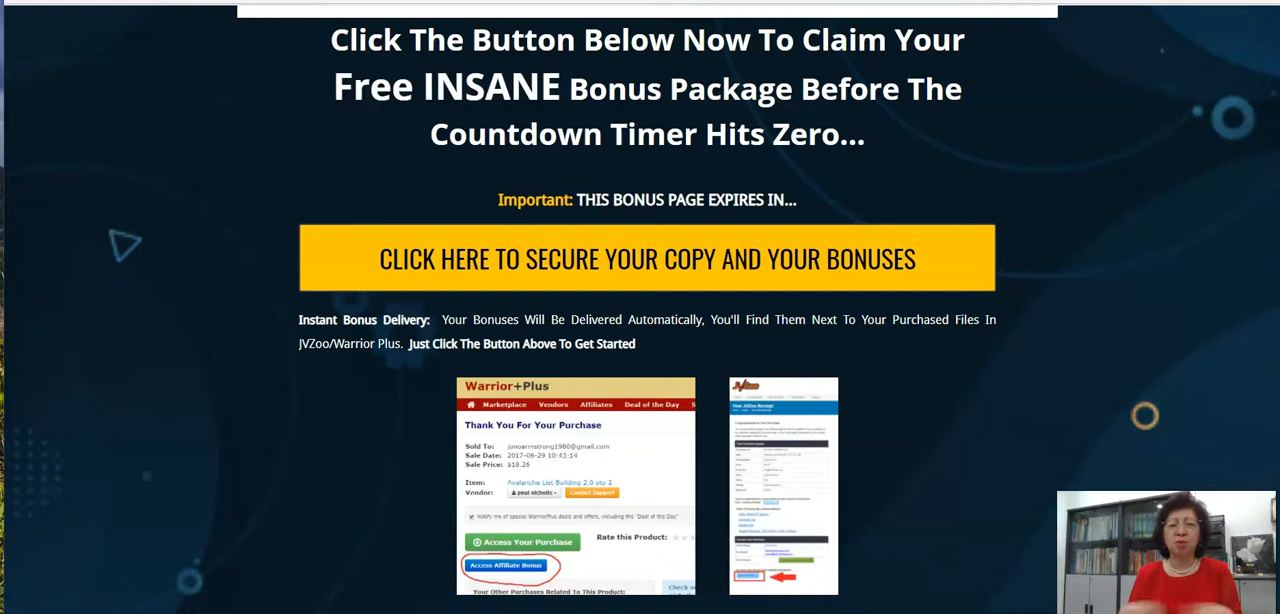 Click The Button Below Now To Claim Your
Free INSANE Bonus Package Before The
Countdown Timer Hits Zero...
Important: THIS BONUS PAGE EXPIRES IN...
CLICK HERE TO SECURE YOUR COPY AND YOUR BONUSES
Instant Bonus Delivery: Your Bonuses Will Be Delivered Automatically, You'll Find Them Next To Your Purchased Files In
JVZoo/Warrior Plus. Just Click The Button Above To Get Started
Warrior+Plus
Marketplace Vendors Affiliates Deal of the Day S
Thank You For Your Purchase
Sold To: jonoarmstrong1980@gmail.com
Sale Date: 2017-06-29 10:43:14
Sale Price: $18.26
Item: Avalanche List Building 2.0 oto 2
Vendor: paul nicholls Contact Support
Notify me of special WarriorPlus deals and offers, including the "Deal of the Day"
Access Your Purchase Rate this Product:
Access Affiliate Bonus
Your Other Purchases Related To This Product:
Check o
JVZoo
Your JVZoo Receipt